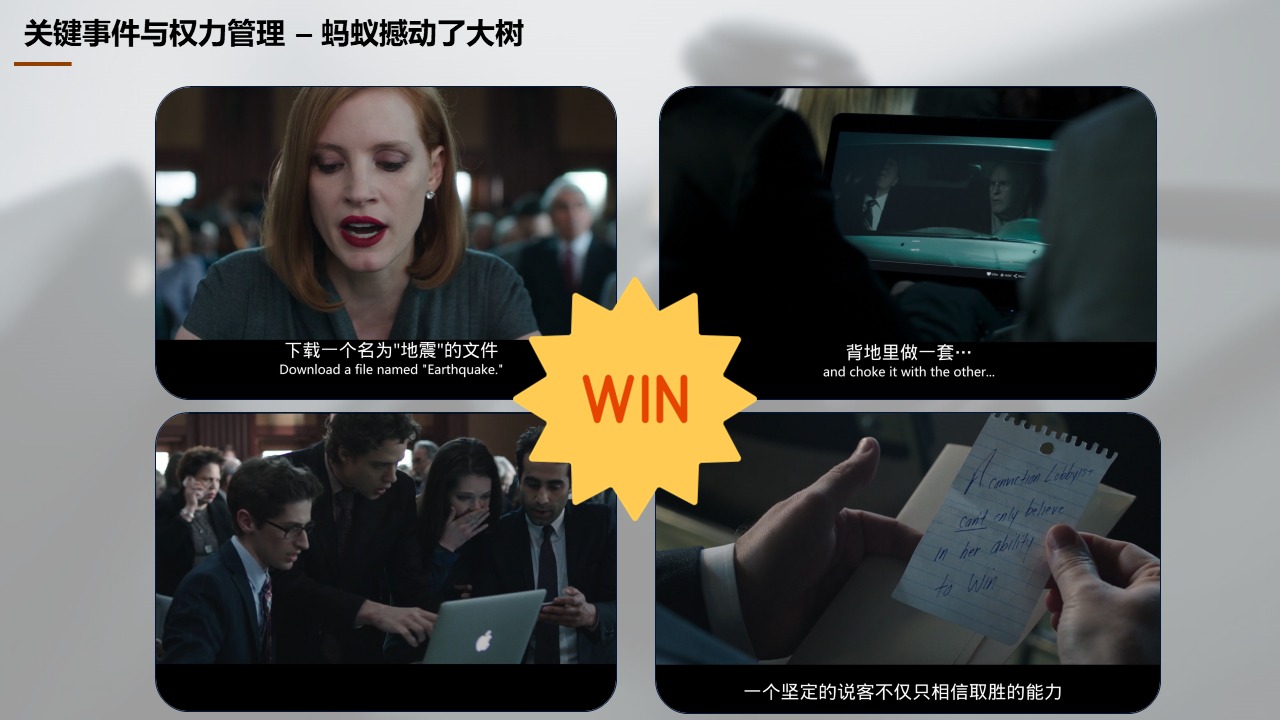 关键事件与权力管理 – 蚂蚁撼动了大树
下载一个名为"地震"的文件
Download a file named "Earthquake."
背地里做一套…
and choke it with the other...
WIN
A conviction Lobbyist
can't only believe
in her ability
to Win
一个坚定的说客不仅只相信取胜的能力